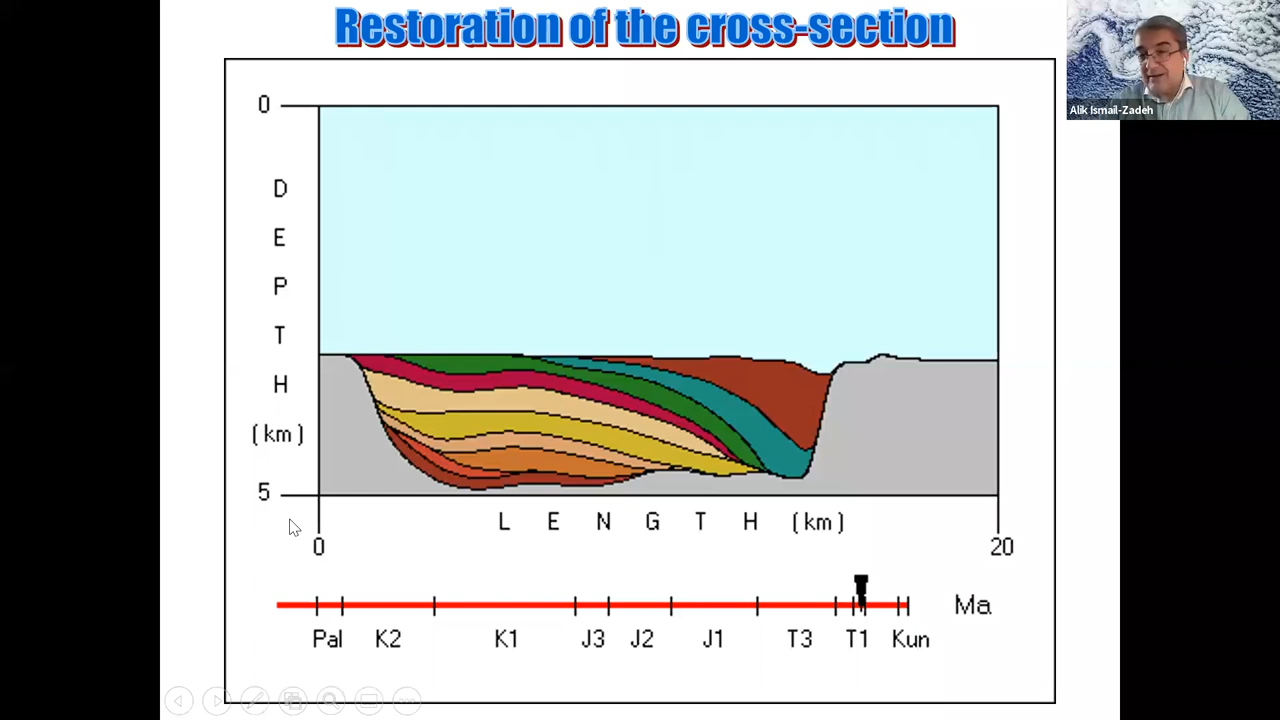 Restoration of the cross-section
Alik Ismail-Zadeh
0
D
E
P
T
H
(km)
5
L E N G T H (km)
0 20
Ma
Pal K2 K1 J3 J2 J1 T3 T1 Kun